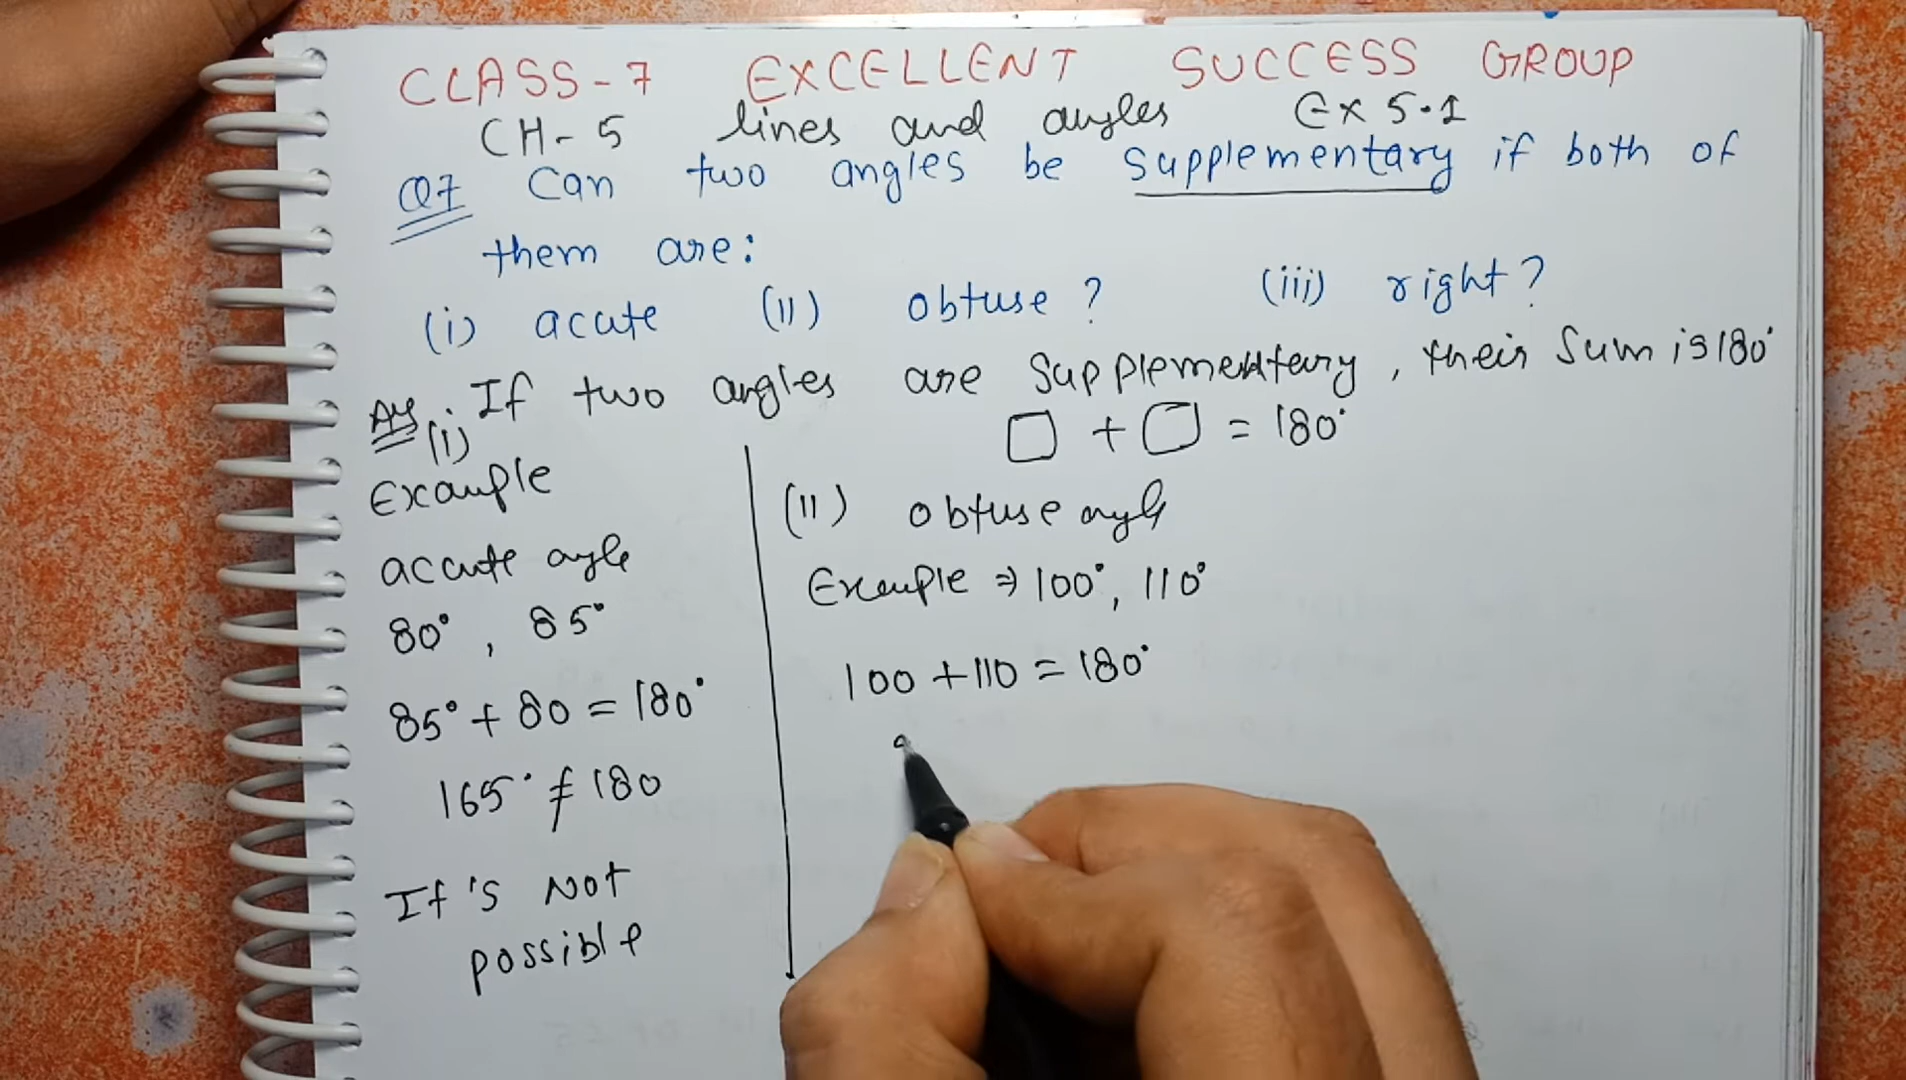 CLASS-7 EXCELLENT SUCCESS GROUP
CH-5 lines and angles Ex 5.1
Q7 Can two angles be supplementary if both of
them are:
(i) acute (ii) obtuse? (iii) right?
Ans If two angles are Supplementary, their Sum is 180°
(i)
□ + □ = 180°
Example
accute angle
80°, 85°
85° + 80 = 180°
165° ≠ 180
It's Not
possible
(ii) obtuse angle
Example ⇒ 100°, 110°
100 + 110 = 180°